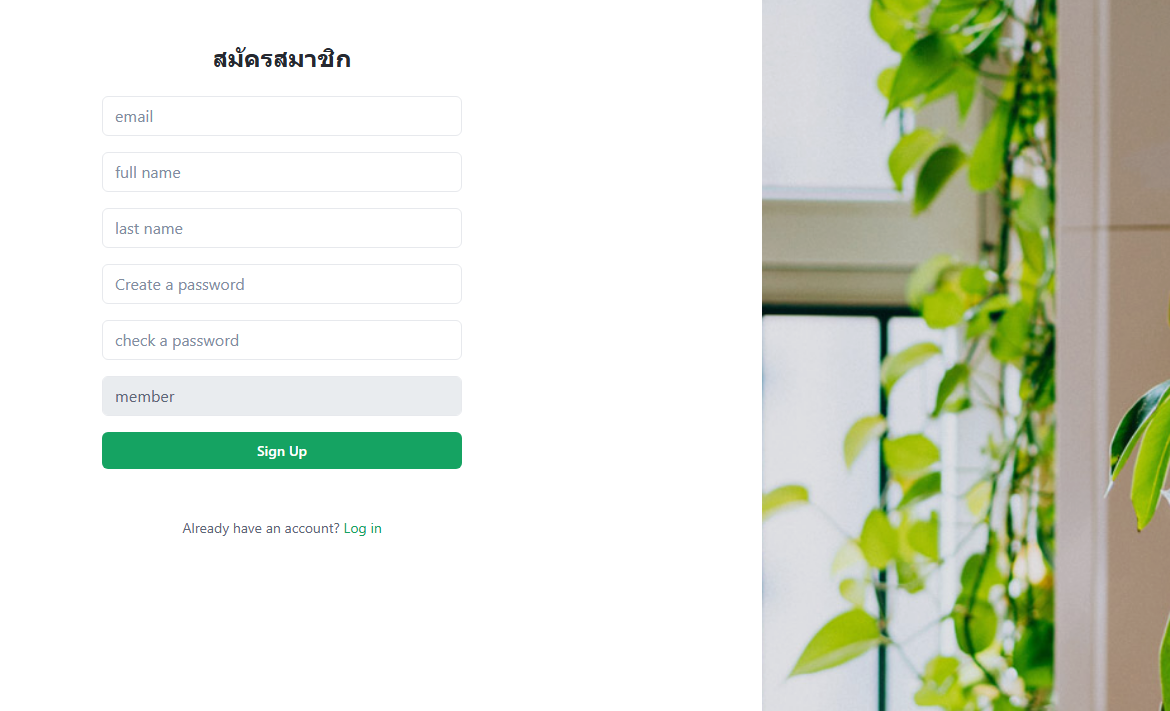 สมัครสมาชิก
email
full name
last name
Create a password
check a password
member
Sign Up
Already have an account? Log in